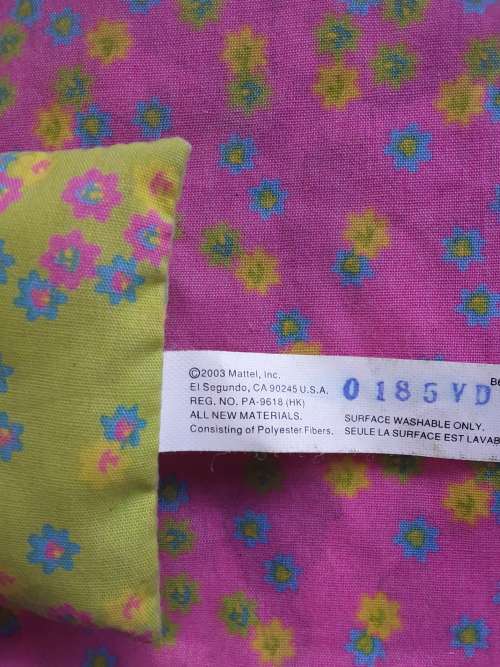 ©2003 Mattel, Inc.
El Segundo, CA 90245 U.S.A.
REG. NO. PA-9618 (HK)
ALL NEW MATERIALS.
Consisting of Polyester Fibers.
0185YD
SURFACE WASHABLE ONLY.
SEULE LA SURFACE EST LAVAB